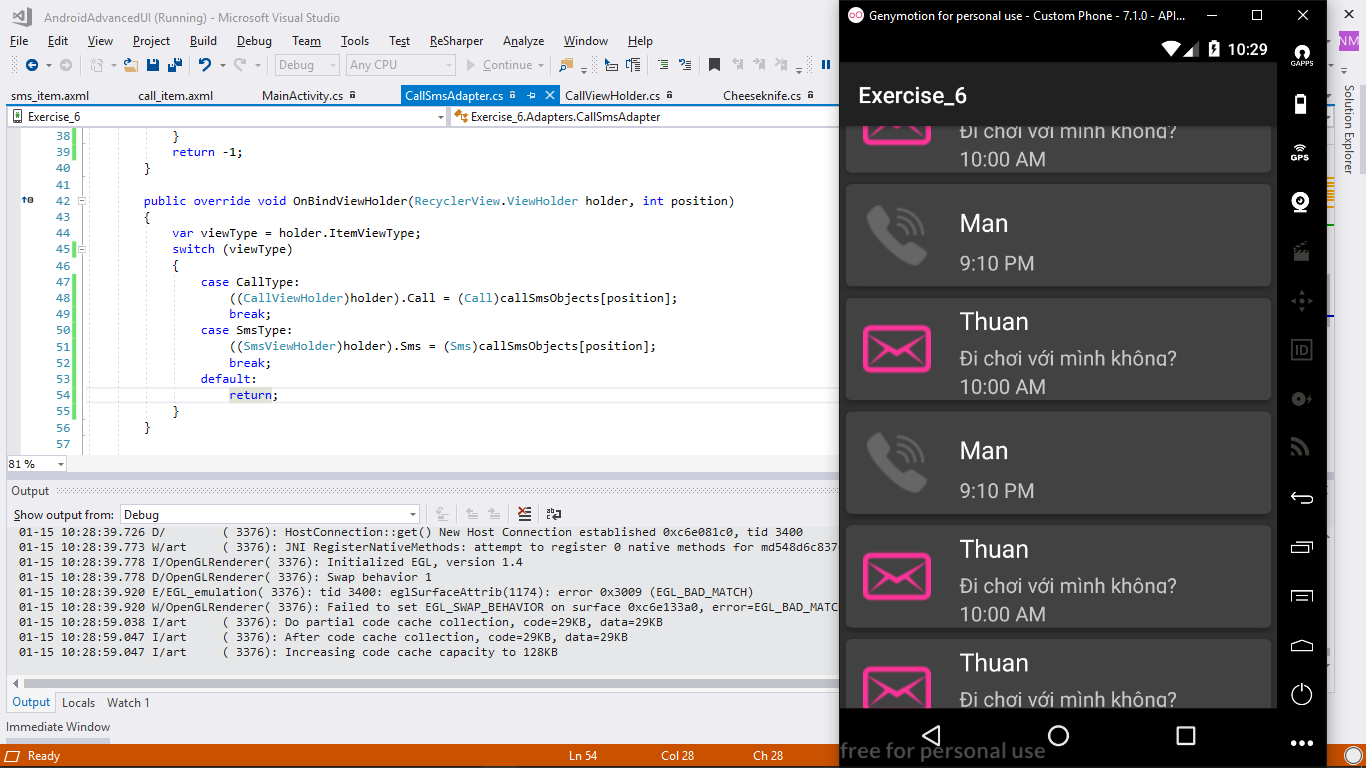 AndroidAdvancedUI (Running) - Microsoft Visual Studio
File Edit View Project Build Debug Team Tools Test ReSharper Analyze Window Help
NM
Debug Any CPU Continue
sms_item.axml call_item.axml MainActivity.cs CallSmsAdapter.cs CallViewHolder.cs Cheeseknife.cs
Exercise_6 Exercise_6.Adapters.CallSmsAdapter
38 }
39 return -1;
40 }
41
42 public override void OnBindViewHolder(RecyclerView.ViewHolder holder, int position)
43 {
44 var viewType = holder.ItemViewType;
45 switch (viewType)
46 {
47 case CallType:
48 ((CallViewHolder)holder).Call = (Call)callSmsObjects[position];
49 break;
50 case SmsType:
51 ((SmsViewHolder)holder).Sms = (Sms)callSmsObjects[position];
52 break;
53 default:
54 return;
55 }
56 }
57
81 %
Output
Show output from: Debug
01-15 10:28:39.726 D/ ( 3376): HostConnection::get() New Host Connection established 0xc6e081c0, tid 3400
01-15 10:28:39.773 W/art ( 3376): JNI RegisterNativeMethods: attempt to register 0 native methods for md548d6c837
01-15 10:28:39.778 I/OpenGLRenderer( 3376): Initialized EGL, version 1.4
01-15 10:28:39.778 D/OpenGLRenderer( 3376): Swap behavior 1
01-15 10:28:39.920 E/EGL_emulation( 3376): tid 3400: eglSurfaceAttrib(1174): error 0x3009 (EGL_BAD_MATCH)
01-15 10:28:39.920 W/OpenGLRenderer( 3376): Failed to set EGL_SWAP_BEHAVIOR on surface 0xc6e133a0, error=EGL_BAD_MATC
01-15 10:28:59.038 I/art ( 3376): Do partial code cache collection, code=29KB, data=29KB
01-15 10:28:59.047 I/art ( 3376): After code cache collection, code=29KB, data=29KB
01-15 10:28:59.047 I/art ( 3376): Increasing code cache capacity to 128KB
Output Locals Watch 1
Immediate Window
Ready Ln 54 Col 28 Ch 28
Genymotion for personal use - Custom Phone - 7.1.0 - API...
10:29
Exercise_6
Đi chơi với mình không?
10:00 AM
Man
9:10 PM
Thuan
Đi chơi với mình không?
10:00 AM
Man
9:10 PM
Thuan
Đi chơi với mình không?
10:00 AM
Thuan
Đi chơi với mình không?
free for personal use
GAPPS
GPS
ID
Solution Explorer